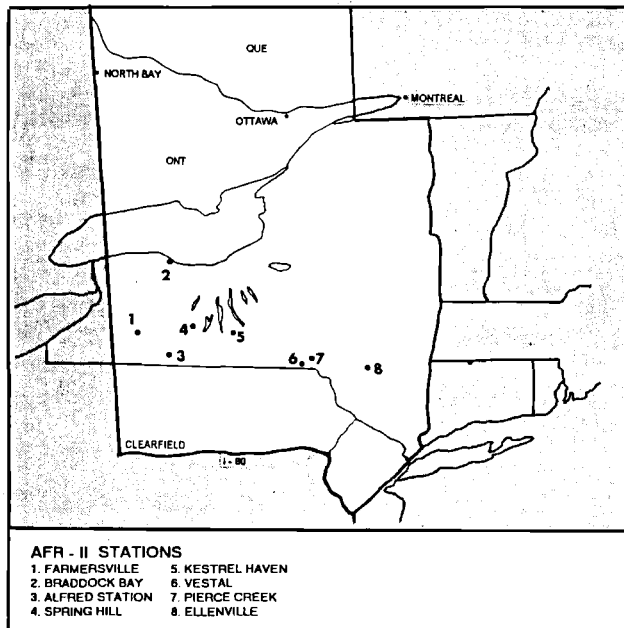 QUE
NORTH BAY
MONTREAL
OTTAWA
ONT
2
1
4
5
3
6
7
8
CLEARFIELD
I - 80
AFR - II STATIONS
1. FARMERSVILLE 5. KESTREL HAVEN
2. BRADDOCK BAY 6. VESTAL
3. ALFRED STATION 7. PIERCE CREEK
4. SPRING HILL 8. ELLENVILLE